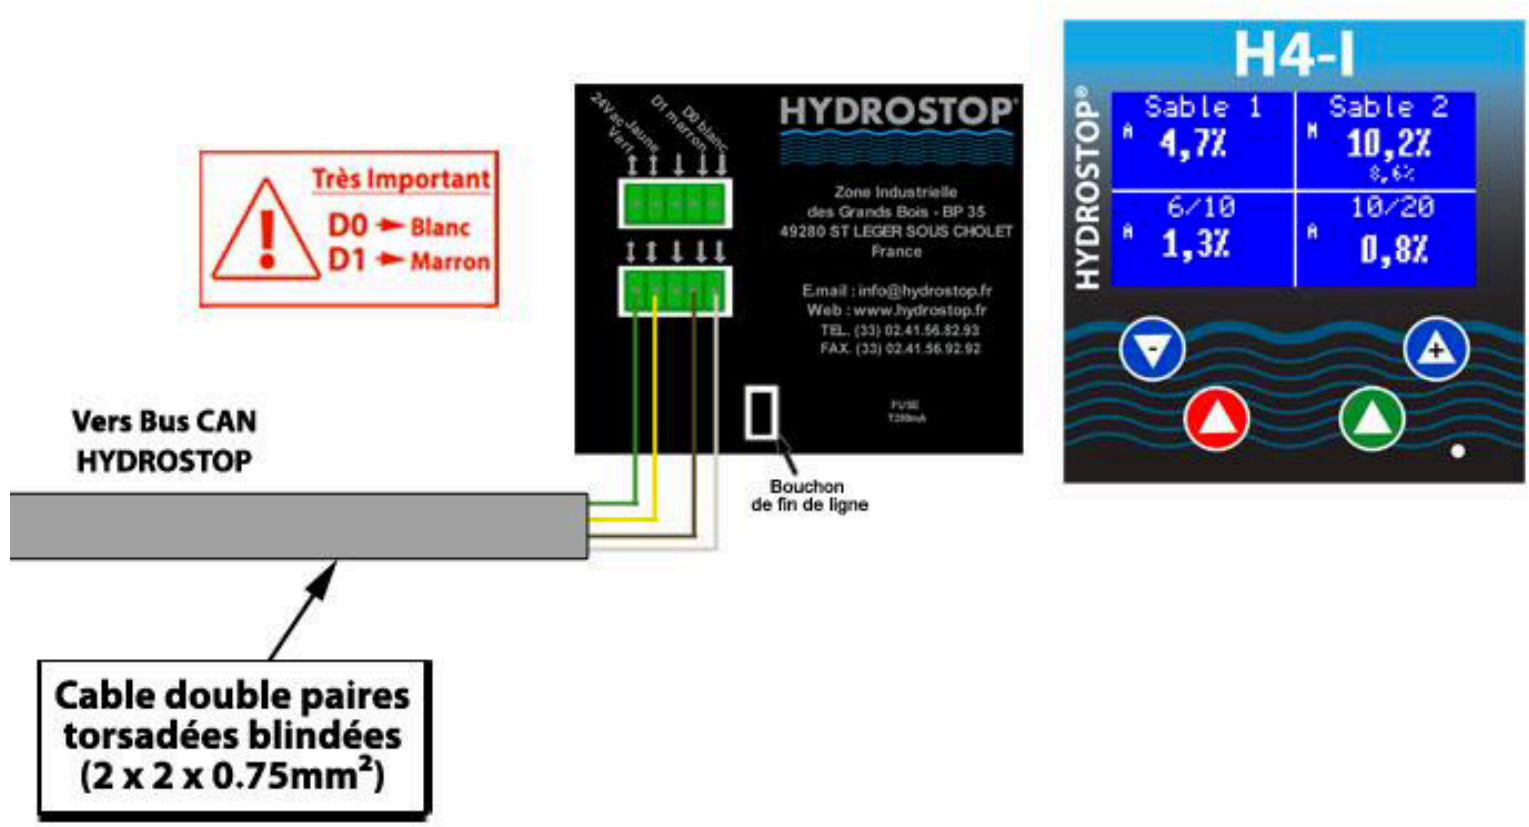 Très Important
D0 Blanc
D1 Marron
24Vac
Vert
Jaune
D1 marron
D0 blanc
HYDROSTOP
Zone Industrielle
des Grands Bois - BP 35
49280 ST LEGER SOUS CHOLET
France
E.mail : info@hydrostop.fr
Web : www.hydrostop.fr
TEL. (33) 02.41.56.82.93
FAX. (33) 02.41.56.92.92
FUSE
Bouchon
de fin de ligne
Vers Bus CAN
HYDROSTOP
Cable double paires
torsadées blindées
(2 x 2 x 0.75mm²)
H4-I
HYDROSTOP®
Sable 1
A 4,7%
Sable 2
M 10,2%
8,6%
6/10
A 1,3%
10/20
A 0,8%
-
+